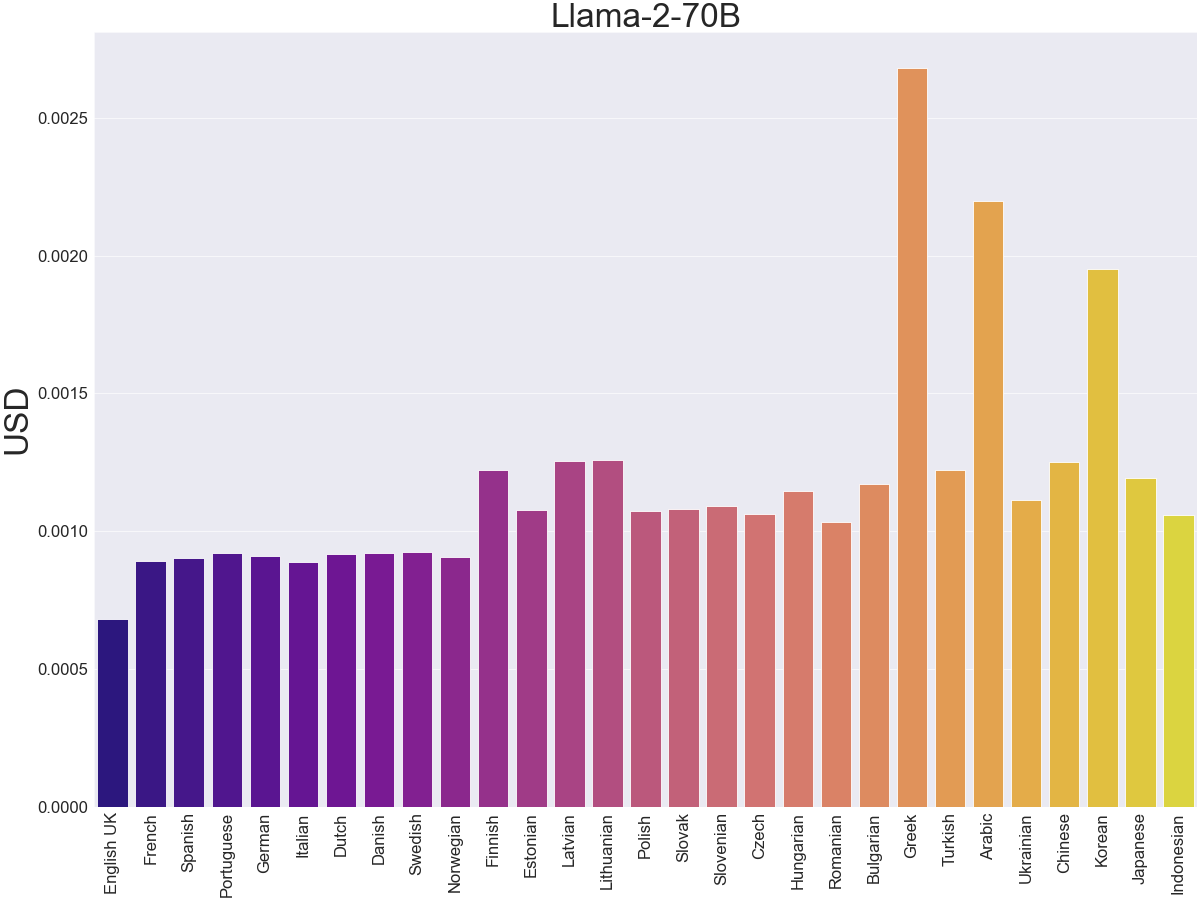 Llama-2-70B
USD
0.0025
0.0020
0.0015
0.0010
0.0005
0.0000
English UK
French
Spanish
Portuguese
German
Italian
Dutch
Danish
Swedish
Norwegian
Finnish
Estonian
Latvian
Lithuanian
Polish
Slovak
Slovenian
Czech
Hungarian
Romanian
Bulgarian
Greek
Turkish
Arabic
Ukrainian
Chinese
Korean
Japanese
Indonesian